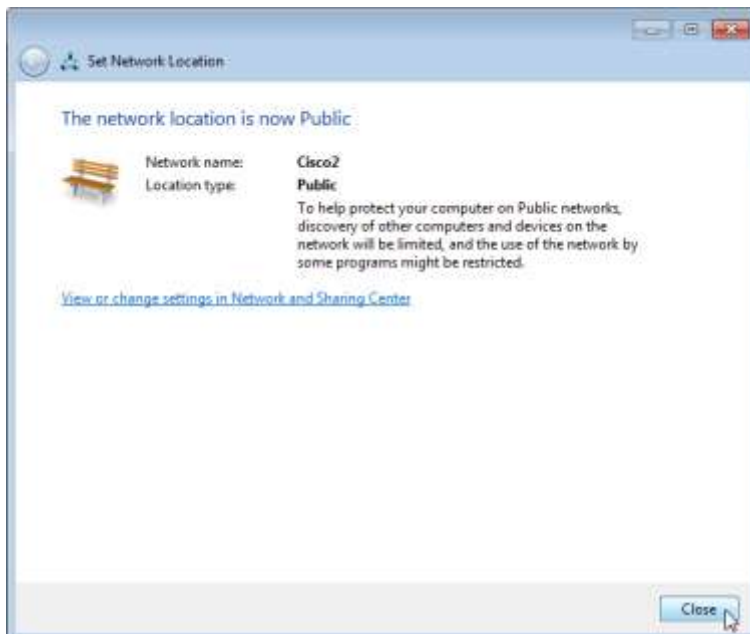 Set Network Location
The network location is now Public
Network name: Cisco2
Location type: Public
To help protect your computer on Public networks,
discovery of other computers and devices on the
network will be limited, and the use of the network by
some programs might be restricted.
View or change settings in Network and Sharing Center
Close